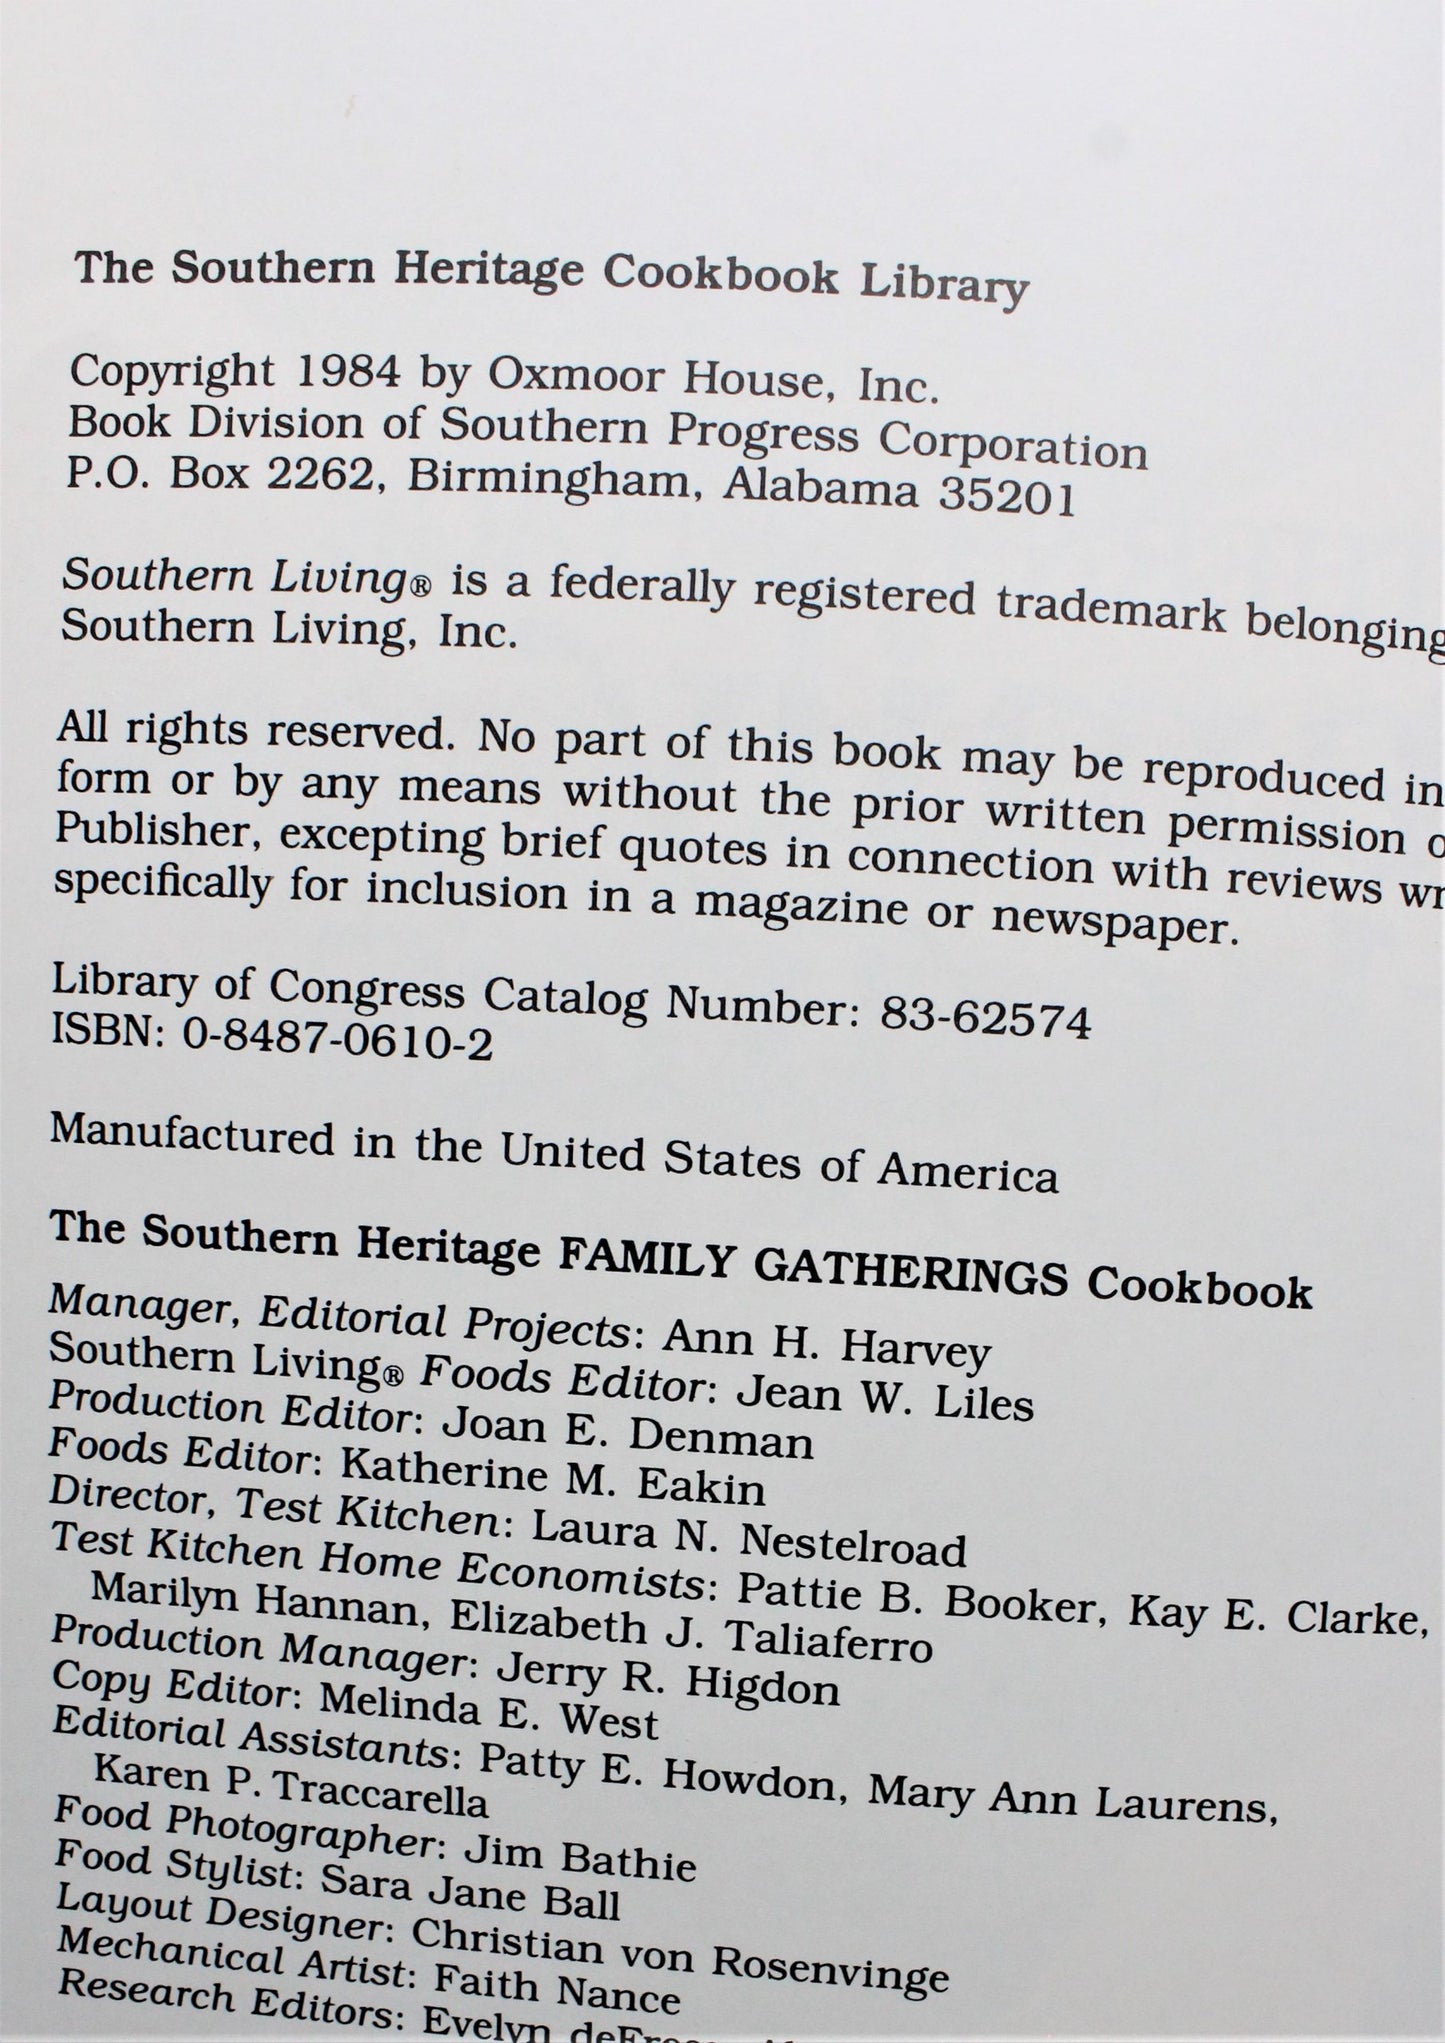 The Southern Heritage Cookbook Library
Copyright 1984 by Oxmoor House, Inc.
Book Division of Southern Progress Corporation
P.O. Box 2262, Birmingham, Alabama 35201
Southern Living® is a federally registered trademark belonging
Southern Living, Inc.
All rights reserved. No part of this book may be reproduced in
form or by any means without the prior written permission
Publisher, excepting brief quotes in connection with reviews
specifically for inclusion in a magazine or newspaper.
Library of Congress Catalog Number: 83-62574
ISBN: 0-8487-0610-2
Manufactured in the United States of America
The Southern Heritage FAMILY GATHERINGS Cookbook
Manager, Editorial Projects: Ann H. Harvey
Southern Living® Foods Editor: Jean W. Liles
Production Editor: Joan E. Denman
Foods Editor: Katherine M. Eakin
Director, Test Kitchen: Laura N. Nestelroad
Test Kitchen Home Economists: Pattie B. Booker, Kay E. Clarke,
Marilyn Hannan, Elizabeth J. Taliaferro
Production Manager: Jerry R. Higdon
Copy Editor: Melinda E. West
Editorial Assistants: Patty E. Howdon, Mary Ann Laurens,
Karen P. Traccarella
Food Photographer: Jim Bathie
Food Stylist: Sara Jane Ball
Layout Designer: Christian von Rosenvinge
Mechanical Artist: Faith Nance
Research Editors: Evelyn